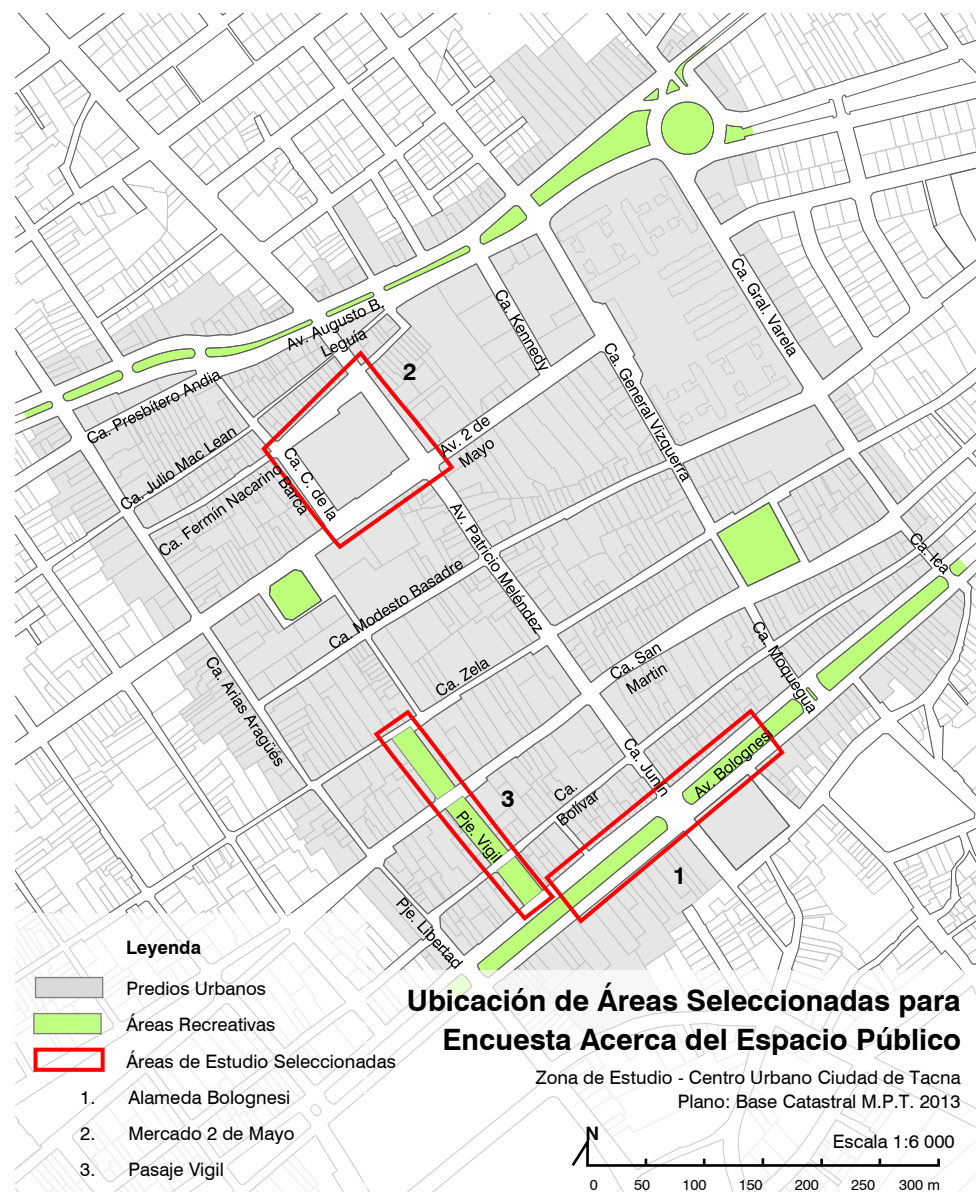 Av. Augusto B.
Leguía
2
Ca. Kennedy
Ca. Gral. Varela
Ca. General Vizquerra
Ca. Presbítero Andia
Ca. Julio Mac Lean
Ca. Fermin Nacarino
Ca. C. de la
Barca
Av. 2 de
Mayo
Av. Patricio Meléndez
Ca. Modesto Basadre
Ca. Ica
Ca. Zela
Ca. San
Martin
Ca. Moquegua
Ca. Arias Aragüés
Ca. Junín
Av. Bolognes
Ca.
Bolívar
3
Pje. Vigil
1
Pje. Libertad
Leyenda
Predios Urbanos
Áreas Recreativas
Áreas de Estudio Seleccionadas
1. Alameda Bolognesi
2. Mercado 2 de Mayo
3. Pasaje Vigil
Ubicación de Áreas Seleccionadas para
Encuesta Acerca del Espacio Público
Zona de Estudio - Centro Urbano Ciudad de Tacna
Plano: Base Catastral M.P.T. 2013
N
Escala 1:6 000
0 50 100 150 200 250 300 m